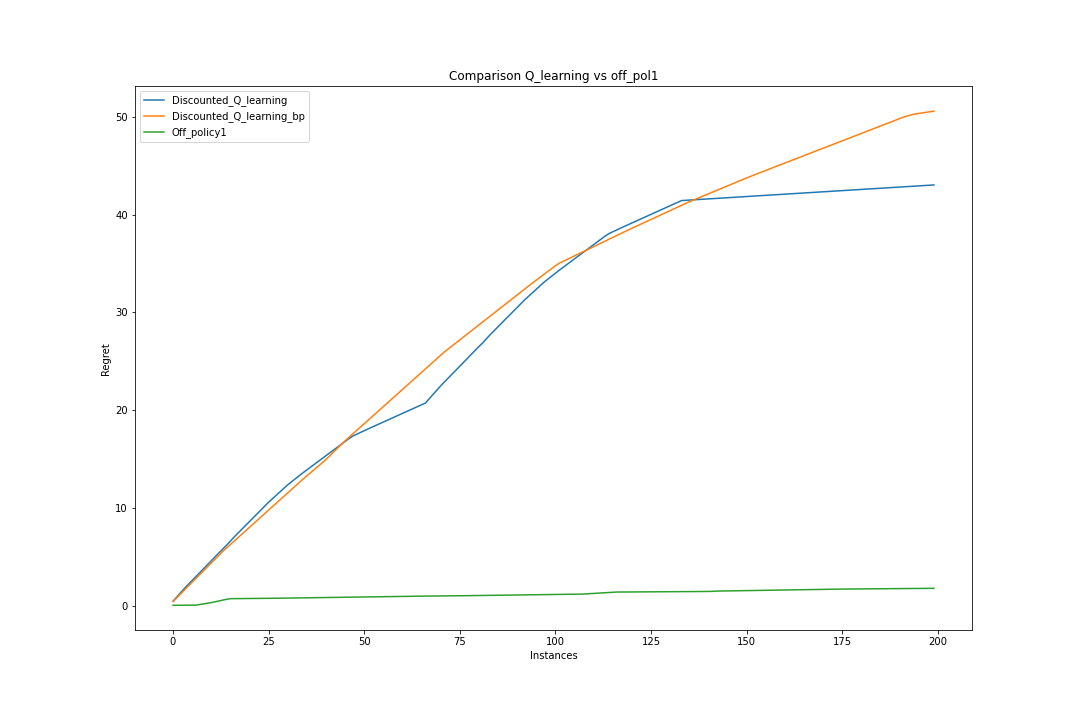 Comparison Q_learning vs off_pol1
Discounted_Q_learning
Discounted_Q_learning_bp
Off_policy1
50
40
30
20
10
0
Regret
0 25 50 75 100 125 150 175 200
Instances